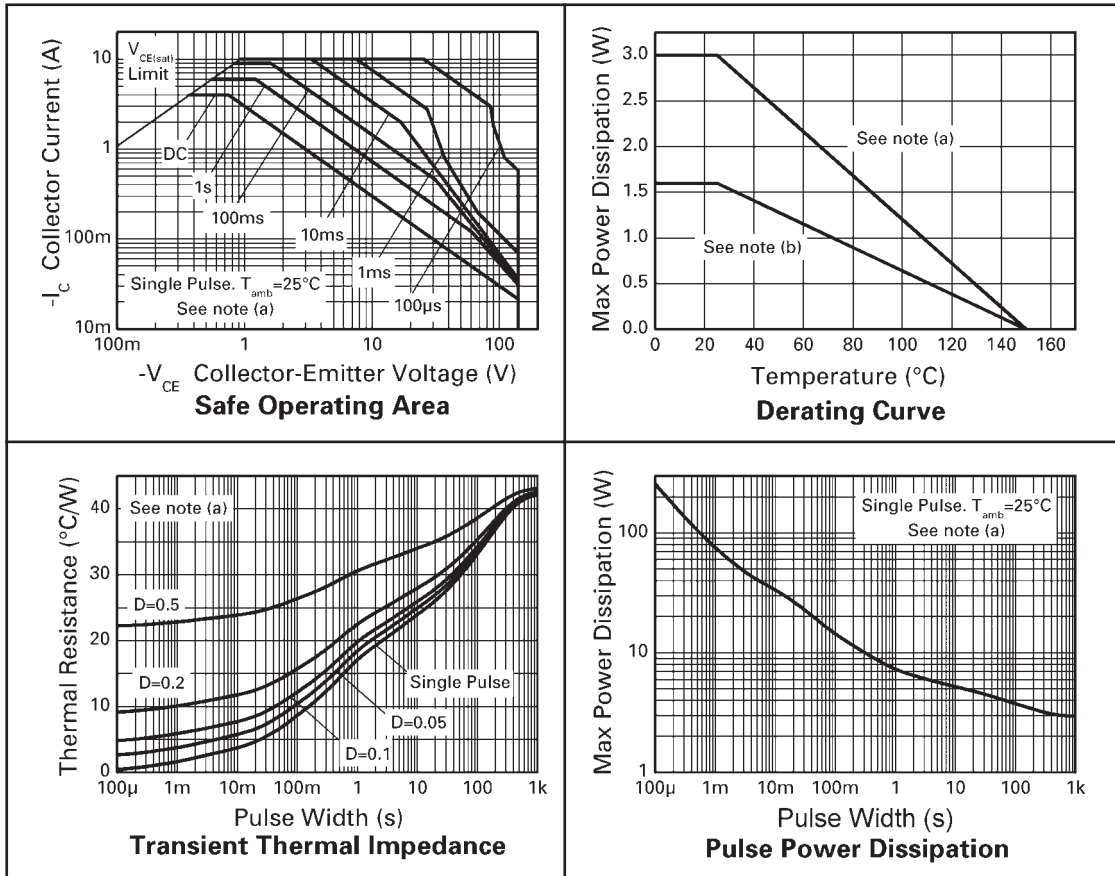 -I_C Collector Current (A)
10
1
100m
10m
V_CE(sat)
Limit
DC
1s
100ms
10ms
1ms
100µs
Single Pulse. T_amb=25°C
See note (a)
100m 1 10 100
-V_CE Collector-Emitter Voltage (V)
Safe Operating Area
Max Power Dissipation (W)
3.0
2.5
2.0
1.5
1.0
0.5
0.0
See note (a)
See note (b)
0 20 40 60 80 100 120 140 160
Temperature (°C)
Derating Curve
Thermal Resistance (°C/W)
40
30
20
10
0
See note (a)
D=0.5
D=0.2
Single Pulse
D=0.05
D=0.1
100µ 1m 10m 100m 1 10 100 1k
Pulse Width (s)
Transient Thermal Impedance
Max Power Dissipation (W)
100
10
1
Single Pulse. T_amb=25°C
See note (a)
100µ 1m 10m 100m 1 10 100 1k
Pulse Width (s)
Pulse Power Dissipation